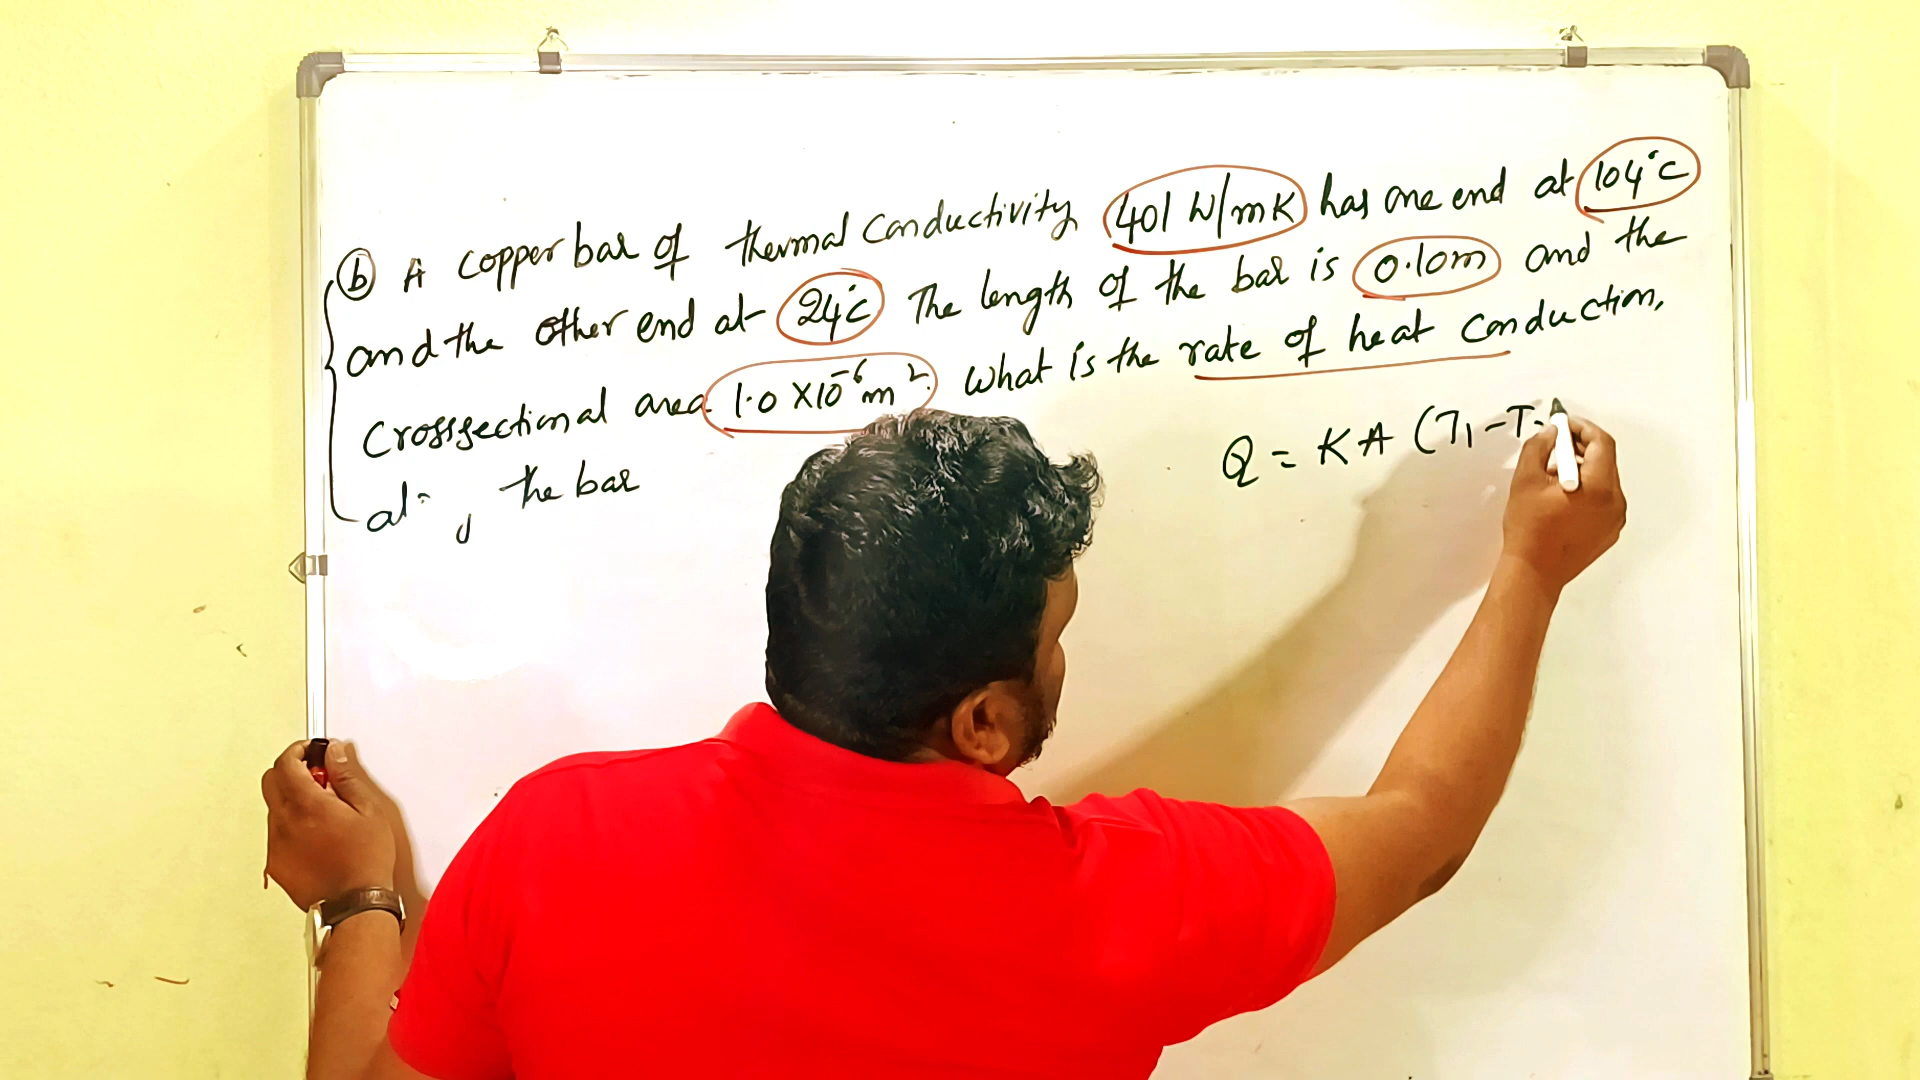 (b) A copper bar of thermal conductivity 401 W/mK has one end at 104°C
and the other end at 24°C The length of the bar is 0.10m and the
Crosssectional area 1.0 X10⁻⁶m². What is the rate of heat conduction,
the bar
Q = KA (T₁-T